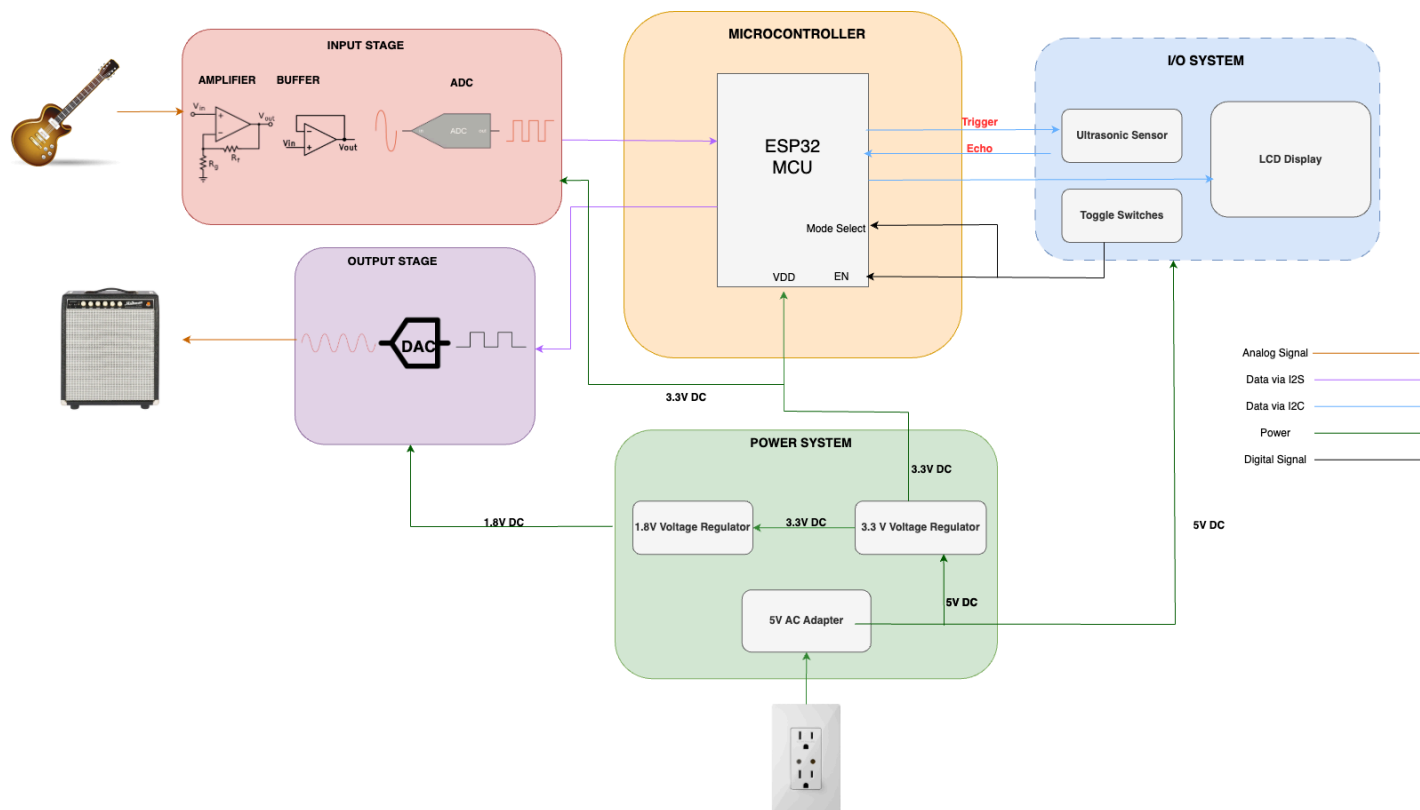 INPUT STAGE
AMPLIFIER
BUFFER
ADC
Vin
Vout
Rf
Rg
Vin
Vout
ADC
MICROCONTROLLER
ESP32
MCU
Mode Select
VDD
EN
I/O SYSTEM
Trigger
Echo
Ultrasonic Sensor
Toggle Switches
LCD Display
OUTPUT STAGE
DAC
3.3V DC
POWER SYSTEM
3.3V DC
1.8V Voltage Regulator
3.3V DC
3.3 V Voltage Regulator
1.8V DC
5V DC
5V AC Adapter
5V DC
Analog Signal
Data via I2S
Data via I2C
Power
Digital Signal